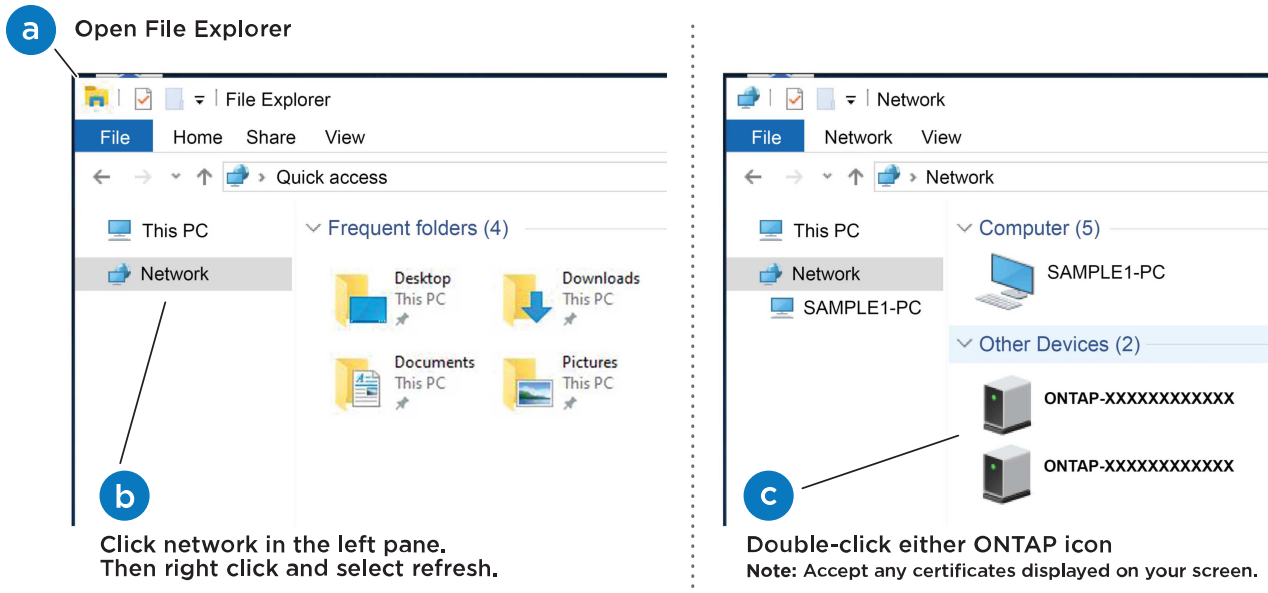 a
Open File Explorer
File Explorer
File Home Share View
Quick access
This PC
Network
Frequent folders (4)
Desktop
This PC
Downloads
This PC
Documents
This PC
Pictures
This PC
b
Click network in the left pane.
Then right click and select refresh.
Network
File Network View
Network
This PC
Network
SAMPLE1-PC
Computer (5)
SAMPLE1-PC
Other Devices (2)
ONTAP-XXXXXXXXXXXX
ONTAP-XXXXXXXXXXXX
c
Double-click either ONTAP icon
Note: Accept any certificates displayed on your screen.